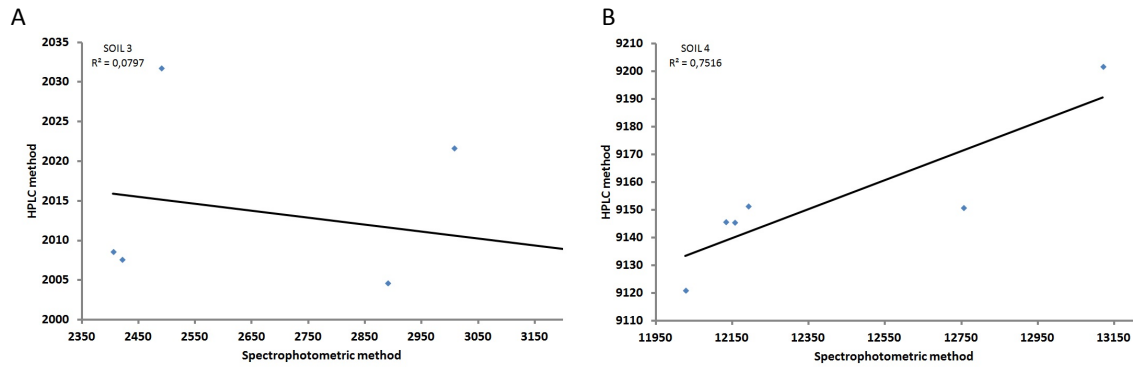 A
SOIL 3
R² = 0,0797
HPLC method
2035
2030
2025
2020
2015
2010
2005
2000
2350 2450 2550 2650 2750 2850 2950 3050 3150
Spectrophotometric method
B
SOIL 4
R² = 0,7516
HPLC method
9210
9200
9190
9180
9170
9160
9150
9140
9130
9120
9110
11950 12150 12350 12550 12750 12950 13150
Spectrophotometric method